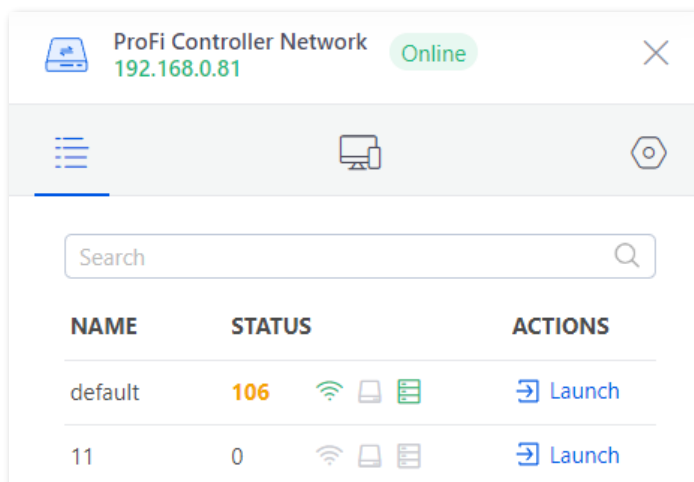 ProFi Controller Network
192.168.0.81
Online
Search
NAME STATUS ACTIONS
default 106 Launch
11 0 Launch